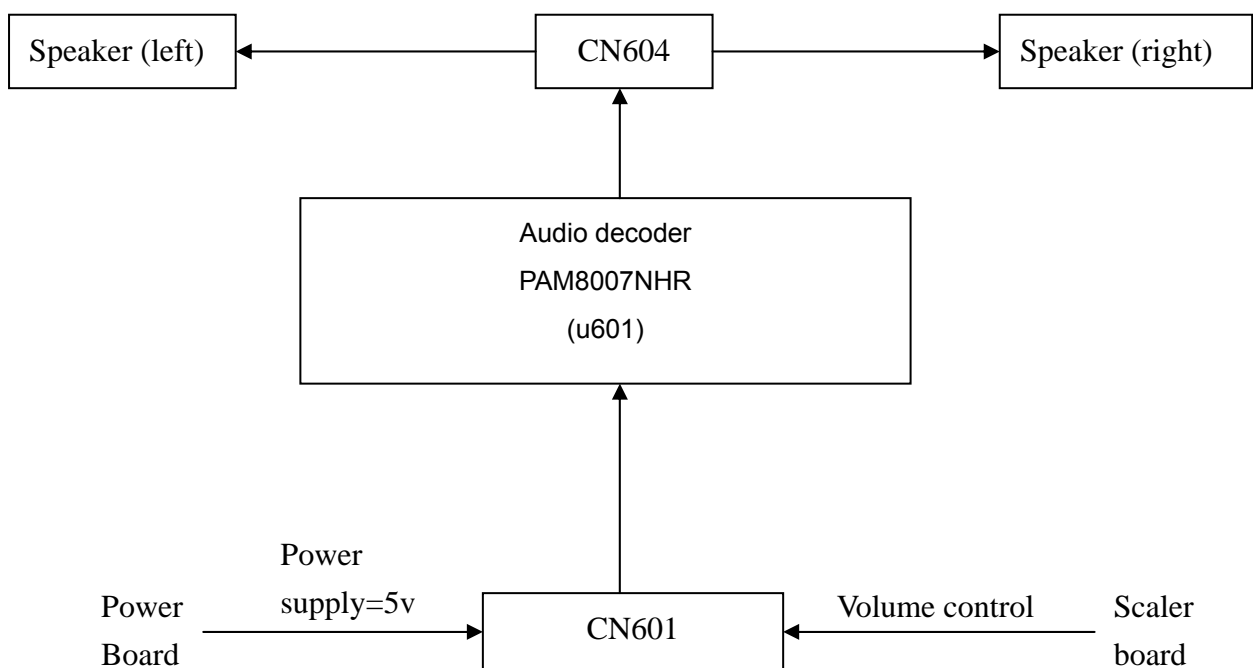 Speaker (left)
CN604
Speaker (right)
Audio decoder
PAM8007NHR
(u601)
Power
supply=5v
Power
Board
CN601
Volume control
Scaler
board